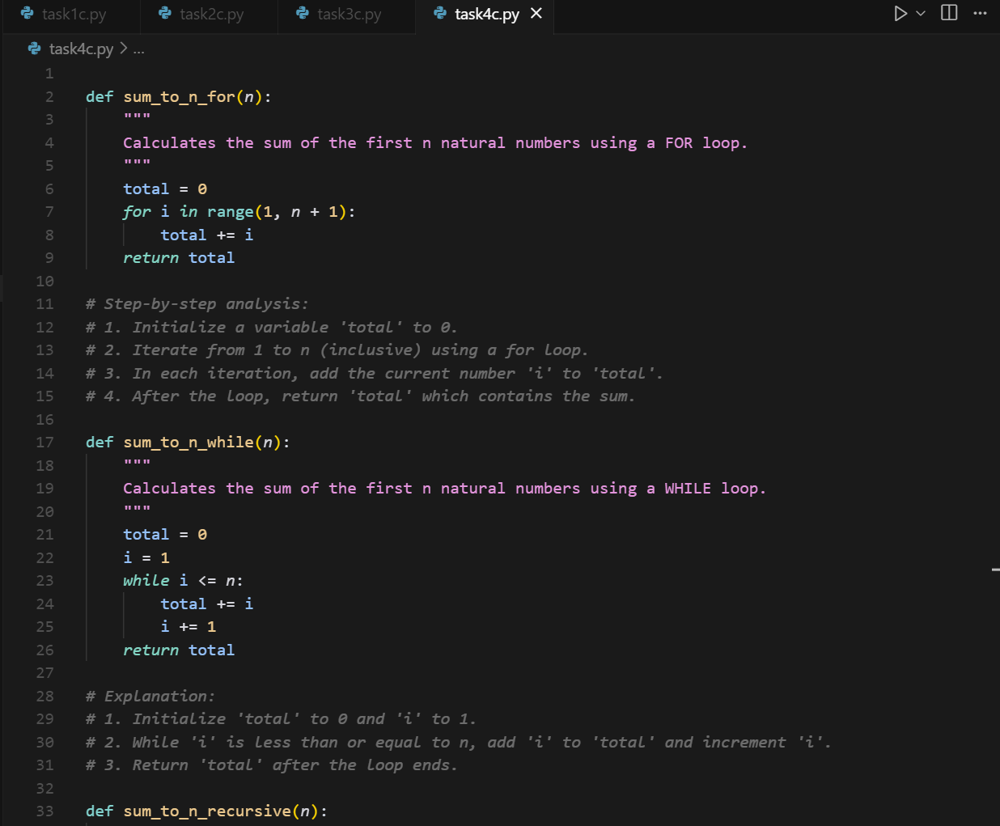 task1c.py task2c.py task3c.py task4c.py
task4c.py > ...
1
2 def sum_to_n_for(n):
3     """
4     Calculates the sum of the first n natural numbers using a FOR loop.
5     """
6     total = 0
7     for i in range(1, n + 1):
8         total += i
9     return total
10
11 # Step-by-step analysis:
12 # 1. Initialize a variable 'total' to 0.
13 # 2. Iterate from 1 to n (inclusive) using a for loop.
14 # 3. In each iteration, add the current number 'i' to 'total'.
15 # 4. After the loop, return 'total' which contains the sum.
16
17 def sum_to_n_while(n):
18     """
19     Calculates the sum of the first n natural numbers using a WHILE loop.
20     """
21     total = 0
22     i = 1
23     while i <= n:
24         total += i
25         i += 1
26     return total
27
28 # Explanation:
29 # 1. Initialize 'total' to 0 and 'i' to 1.
30 # 2. While 'i' is less than or equal to n, add 'i' to 'total' and increment 'i'.
31 # 3. Return 'total' after the loop ends.
32
33 def sum_to_n_recursive(n):